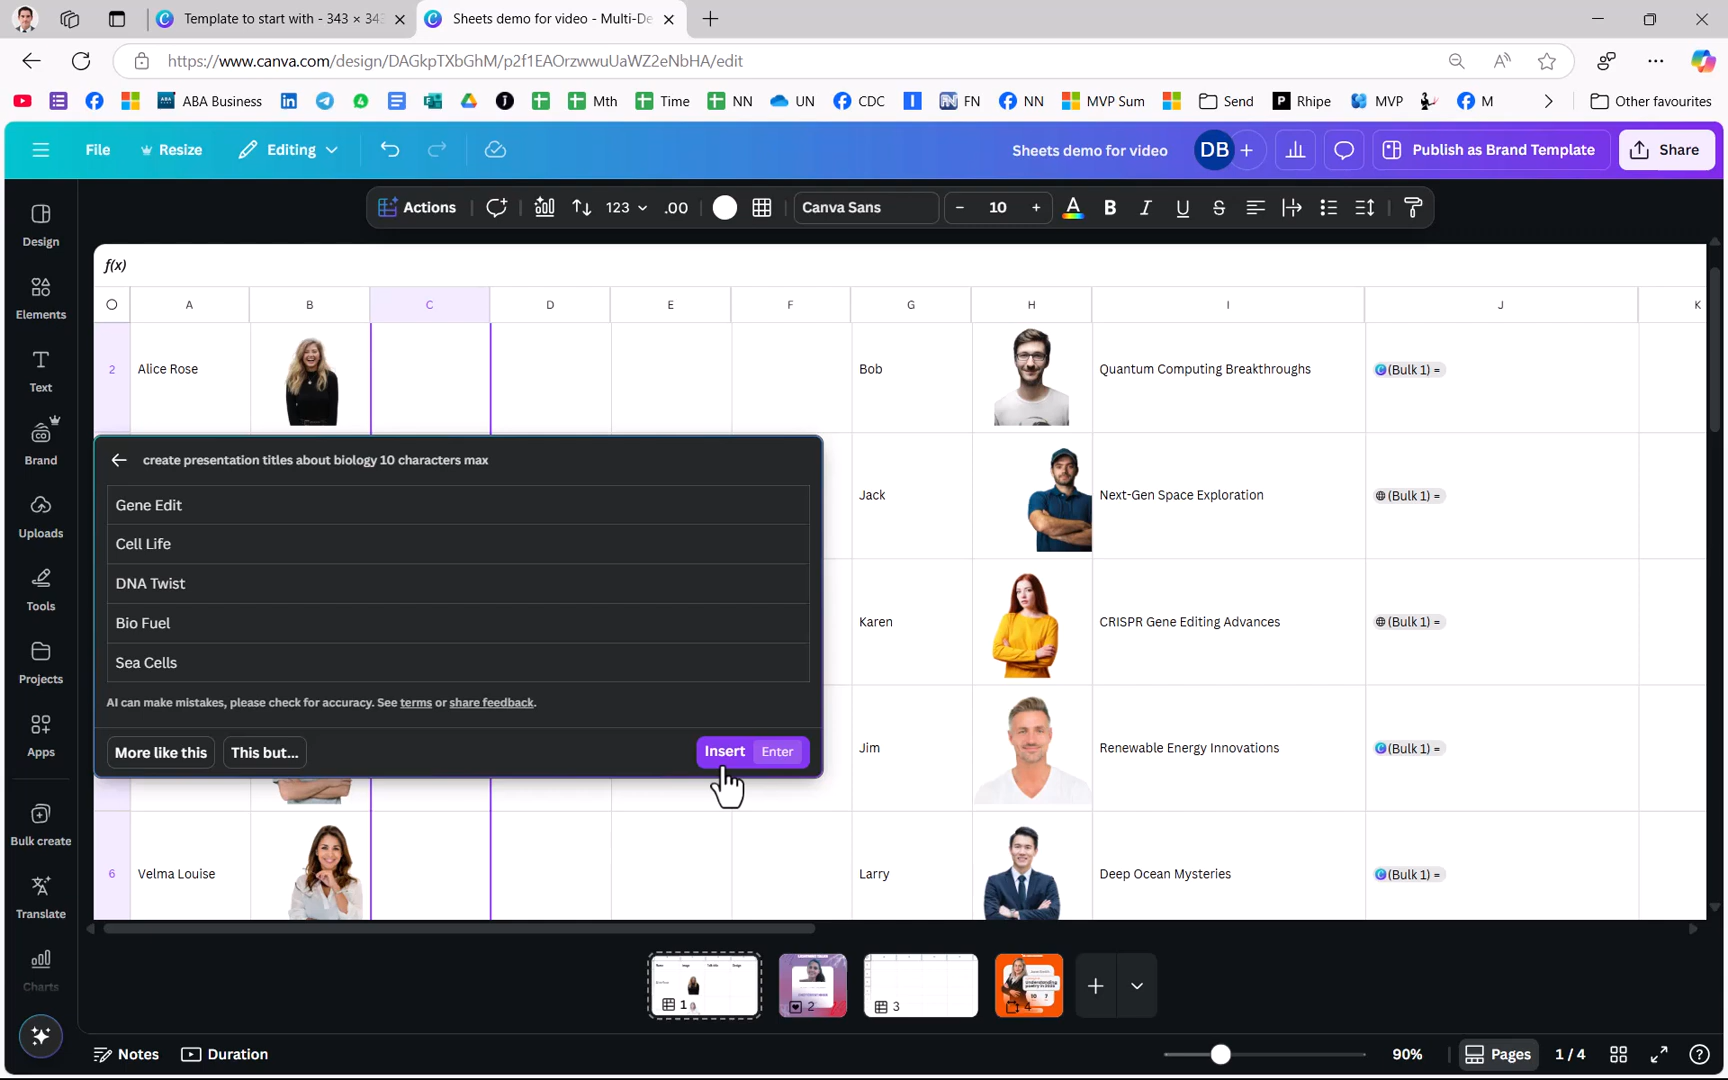 Template to start with - 343 × 34
Sheets demo for video - Multi-De
https://www.canva.com/design/DAGkpTXbGhM/p2f1EAOrzwwuUaWZ2eNbHA/edit
ABA Business
Mth
Time
NN
UN
CDC
FN
NN
MVP Sum
Send
Rhipe
MVP
M
Other favourites
File
Resize
Editing
Sheets demo for video
DB
Publish as Brand Template
Share
Actions
123
.00
Canva Sans
10
Design
Elements
Text
Brand
Uploads
Tools
Projects
Apps
Bulk create
Translate
Charts
f(x)
A B C D E F G H I J K
2 Alice Rose Bob Quantum Computing Breakthroughs (Bulk 1) =
Jack Next-Gen Space Exploration (Bulk 1) =
Karen CRISPR Gene Editing Advances (Bulk 1) =
Jim Renewable Energy Innovations (Bulk 1) =
6 Velma Louise Larry Deep Ocean Mysteries (Bulk 1) =
create presentation titles about biology 10 characters max
Gene Edit
Cell Life
DNA Twist
Bio Fuel
Sea Cells
AI can make mistakes, please check for accuracy. See terms or share feedback.
More like this
This but...
Insert Enter
1
2
3
4
Notes
Duration
90%
Pages
1 / 4